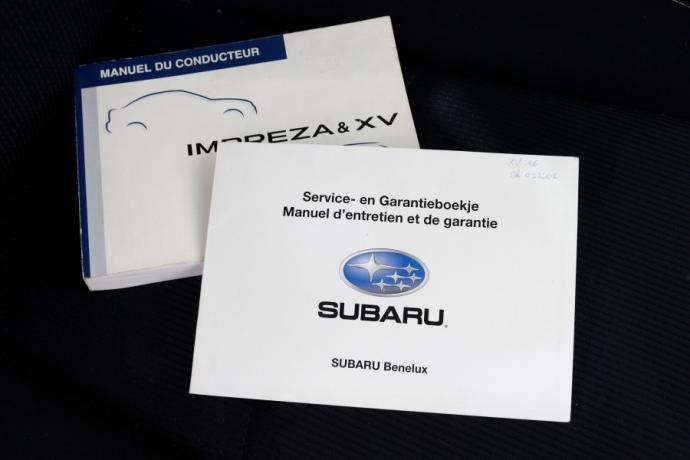 MANUEL DU CONDUCTEUR
IMPREZA & XV
Service- en Garantieboekje
Manuel d'entretien et de garantie
SUBARU®
SUBARU Benelux